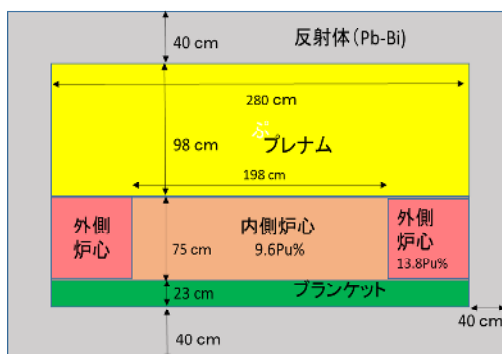 40 cm
反射体(Pb-Bi)
280 cm
ぶ
98 cm
プレナム
198 cm
外側
炉心
75 cm
内側炉心
9.6Pu%
外側
炉心
13.8Pu%
23 cm
ブランケット
40 cm
40 cm